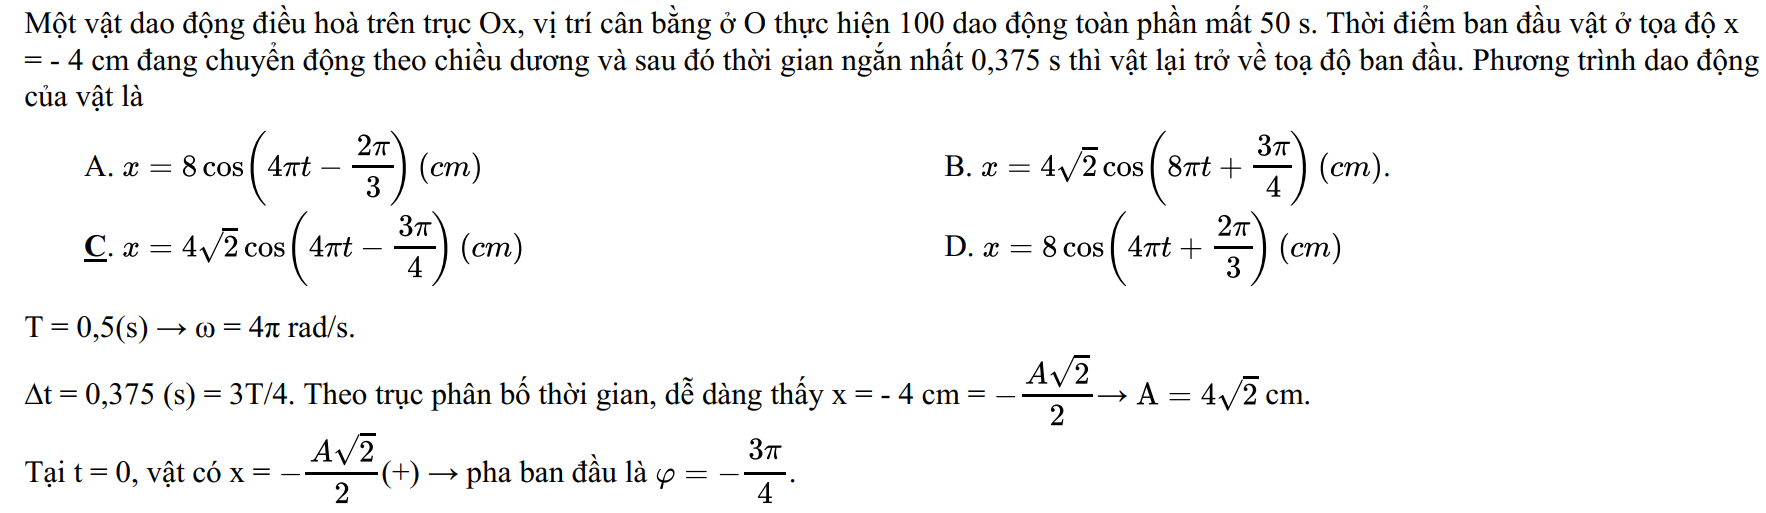 Một vật dao động điều hoà trên trục Ox, vị trí cân bằng ở O thực hiện 100 dao động toàn phần mất 50 s. Thời điểm ban đầu vật ở tọa độ x
= - 4 cm đang chuyển động theo chiều dương và sau đó thời gian ngắn nhất 0,375 s thì vật lại trở về toạ độ ban đầu. Phương trình dao động
của vật là
A. $x = 8\cos\left(4\pi t - \frac{2\pi}{3}\right)(cm)$ B. $x = 4\sqrt{2}\cos\left(8\pi t + \frac{3\pi}{4}\right)(cm).$
C. $x = 4\sqrt{2}\cos\left(4\pi t - \frac{3\pi}{4}\right)(cm)$ D. $x = 8\cos\left(4\pi t + \frac{2\pi}{3}\right)(cm)$
T = 0,5(s) → ω = 4π rad/s.
Δt = 0,375 (s) = 3T/4. Theo trục phân bố thời gian, dễ dàng thấy x = - 4 cm = $-\frac{A\sqrt{2}}{2} \rightarrow A = 4\sqrt{2}$ cm.
Tại t = 0, vật có x = $-\frac{A\sqrt{2}}{2}(+) \rightarrow$ pha ban đầu là $\varphi = -\frac{3\pi}{4}.$